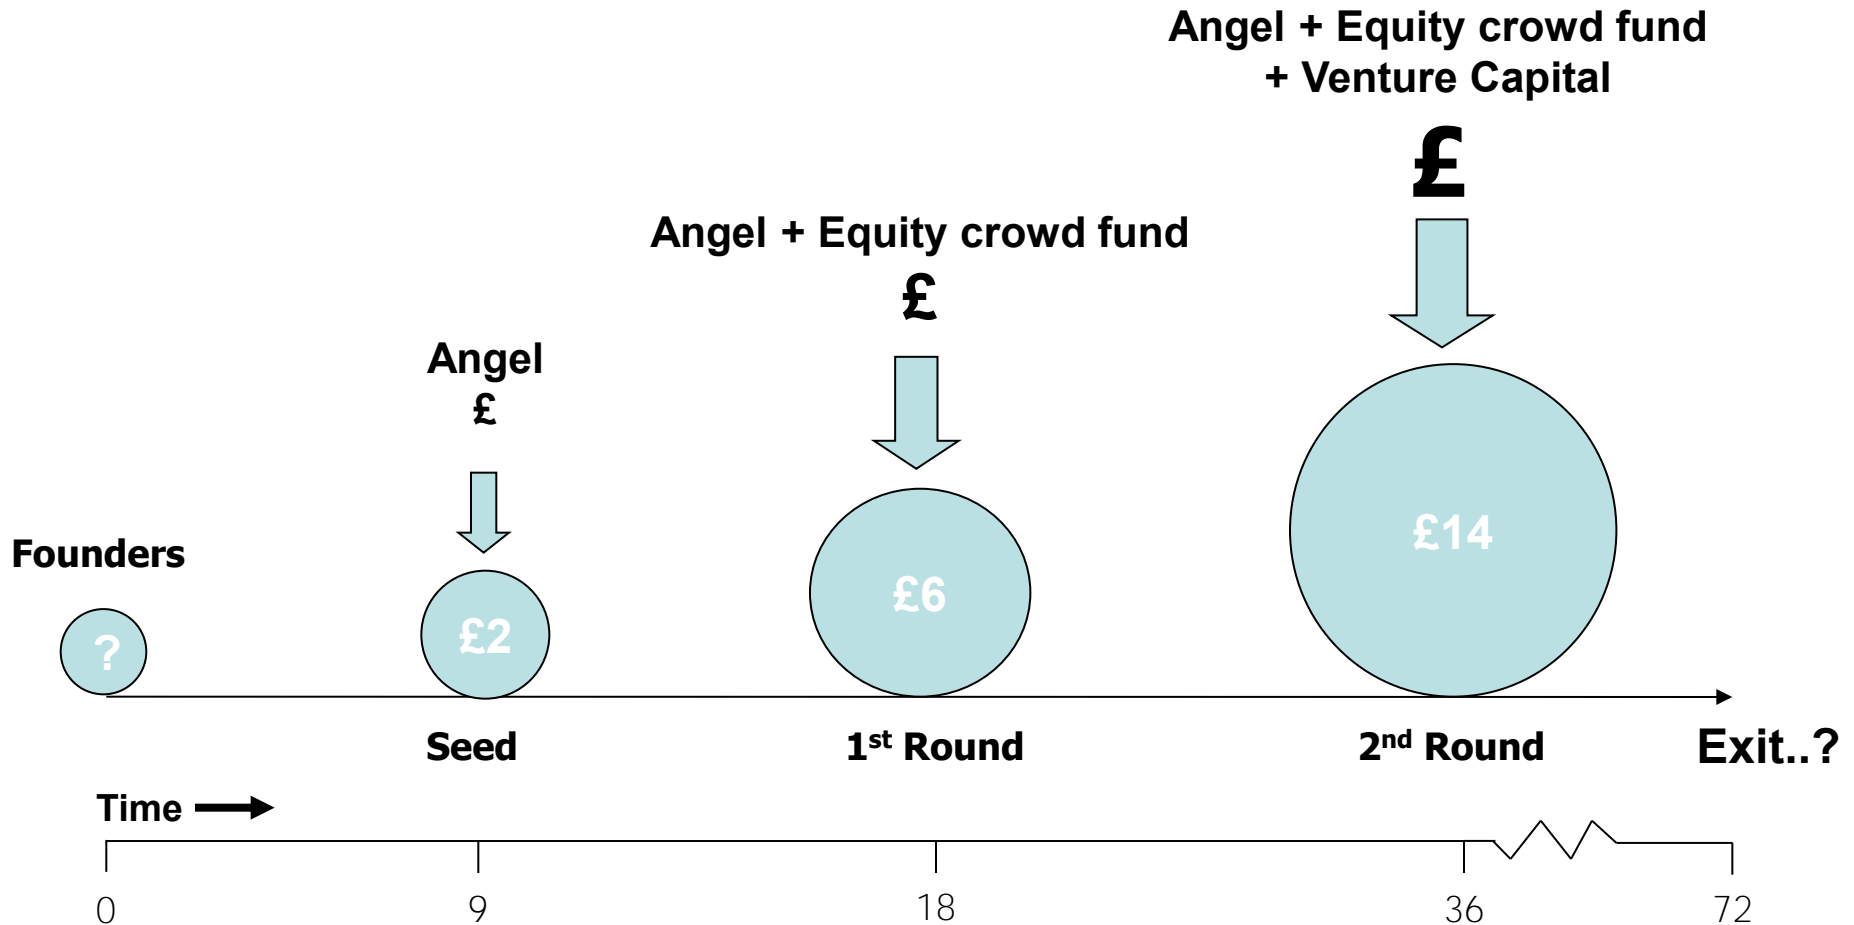 Angel + Equity crowd fund
+ Venture Capital
£
Angel + Equity crowd fund
£
Angel
£
Founders
?
£2
£6
£14
Seed
1st Round
2nd Round
Exit..?
Time
0
9
18
36
72